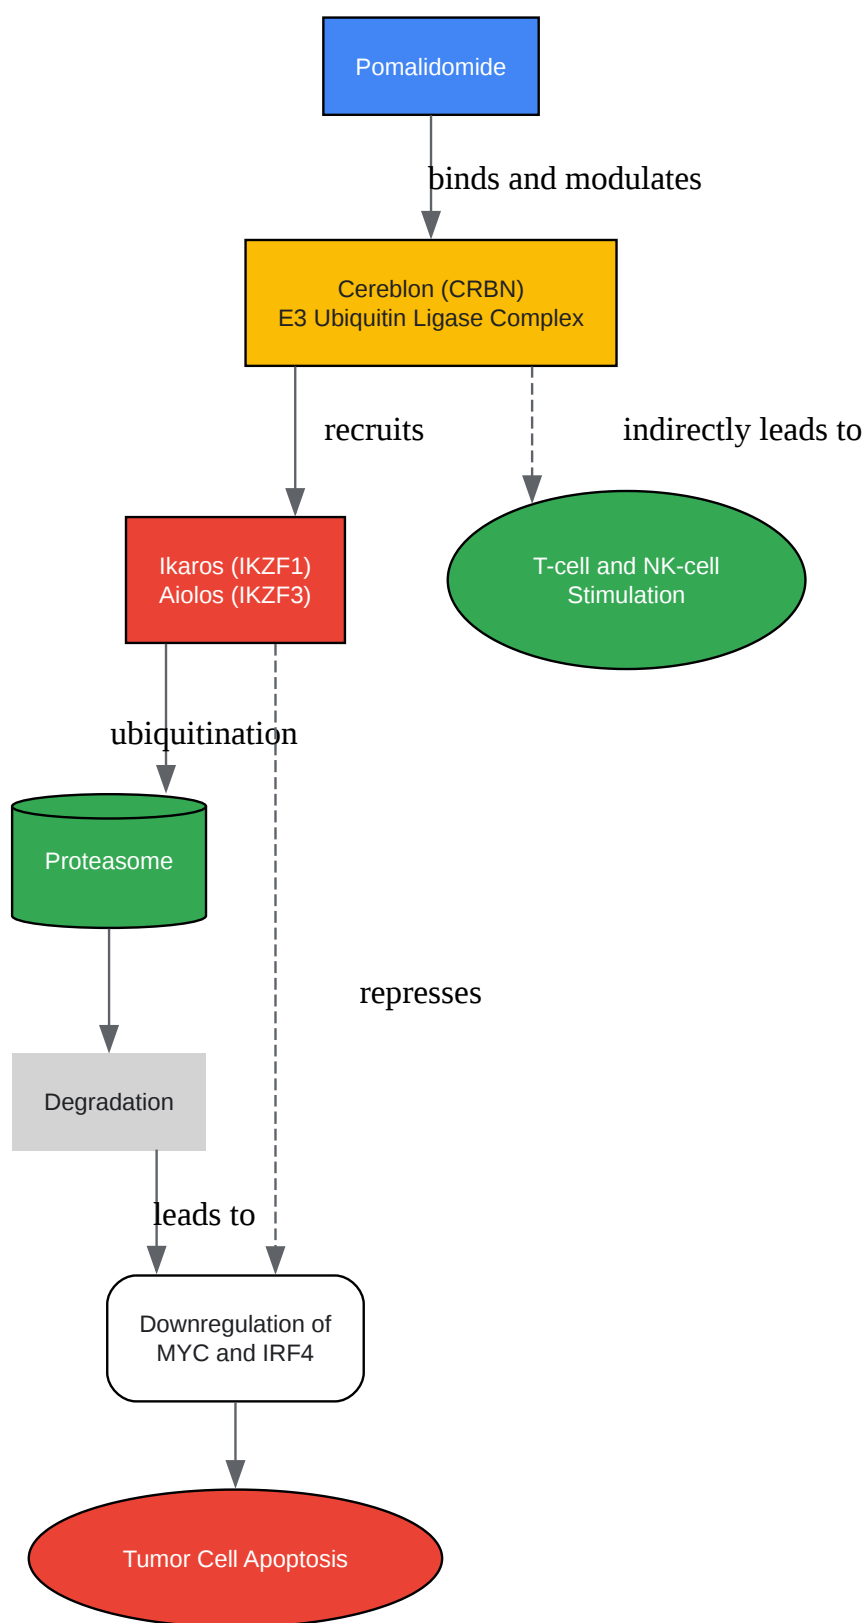 Pomalidomide
binds and modulates
Cereblon (CRBN)
E3 Ubiquitin Ligase Complex
recruits
indirectly leads to
Ikaros (IKZF1)
Aiolos (IKZF3)
T-cell and NK-cell
Stimulation
ubiquitination
Proteasome
represses
Degradation
leads to
Downregulation of
MYC and IRF4
Tumor Cell Apoptosis